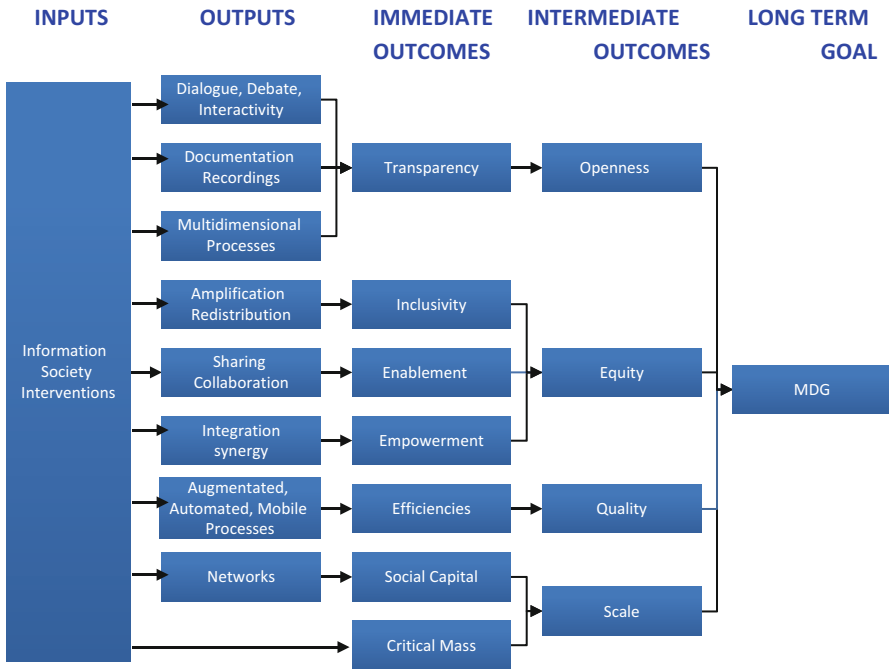 INPUTS
OUTPUTS
IMMEDIATE
OUTCOMES
INTERMEDIATE
OUTCOMES
LONG TERM
GOAL
Information
Society
Interventions
Dialogue, Debate,
Interactivity
Documentation
Recordings
Multidimensional
Processes
Amplification
Redistribution
Sharing
Collaboration
Integration
synergy
Augmentated,
Automated, Mobile
Processes
Networks
Transparency
Inclusivity
Enablement
Empowerment
Efficiencies
Social Capital
Critical Mass
Openness
Equity
Quality
Scale
MDG